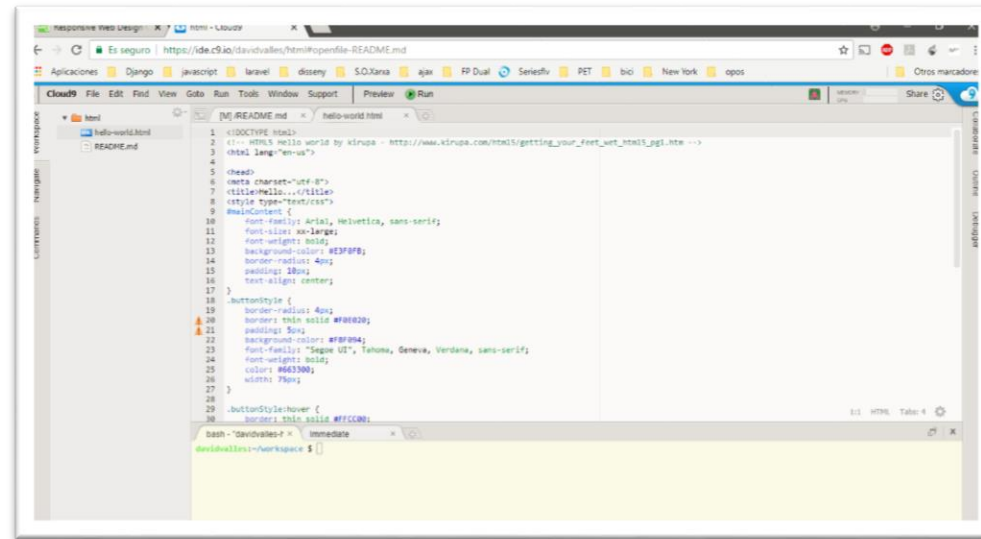 Responsive Web Design
html - Cloud9
Es seguro https://ide.c9.io/davidvalles/html#openfile-README.md
Aplicaciones Django javascript laravel disseny S.O.Xarxa ajax FP Dual Seriesflv PET bici New York opos Otros marcadores
Cloud9 File Edit Find View Goto Run Tools Window Support Preview Run MEMORY CPU Share
Workspace
Navigate
Commands
html
hello-world.html
README.md
[M] /README.md hello-world.html
1 <!DOCTYPE html>
2 <!-- HTML5 Hello world by kirupa - http://www.kirupa.com/html5/getting_your_feet_wet_html5_pg1.htm -->
3 <html lang="en-us">
4
5 <head>
6 <meta charset="utf-8">
7 <title>Hello...</title>
8 <style type="text/css">
9 #mainContent {
10 font-family: Arial, Helvetica, sans-serif;
11 font-size: xx-large;
12 font-weight: bold;
13 background-color: #E3F0FB;
14 border-radius: 4px;
15 padding: 10px;
16 text-align: center;
17 }
18 .buttonStyle {
19 border-radius: 4px;
20 border: thin solid #F0E020;
21 padding: 5px;
22 background-color: #F8F094;
23 font-family: "Segoe UI", Tahoma, Geneva, Verdana, sans-serif;
24 font-weight: bold;
25 color: #663300;
26 width: 75px;
27 }
28
29 .buttonStyle:hover {
30 border: thin solid #FFCC00;
1:1 HTML Tabs: 4
Collaborate
Outline
Debugger
bash - "davidvalles-h Immediate
davidvalles:~/workspace $